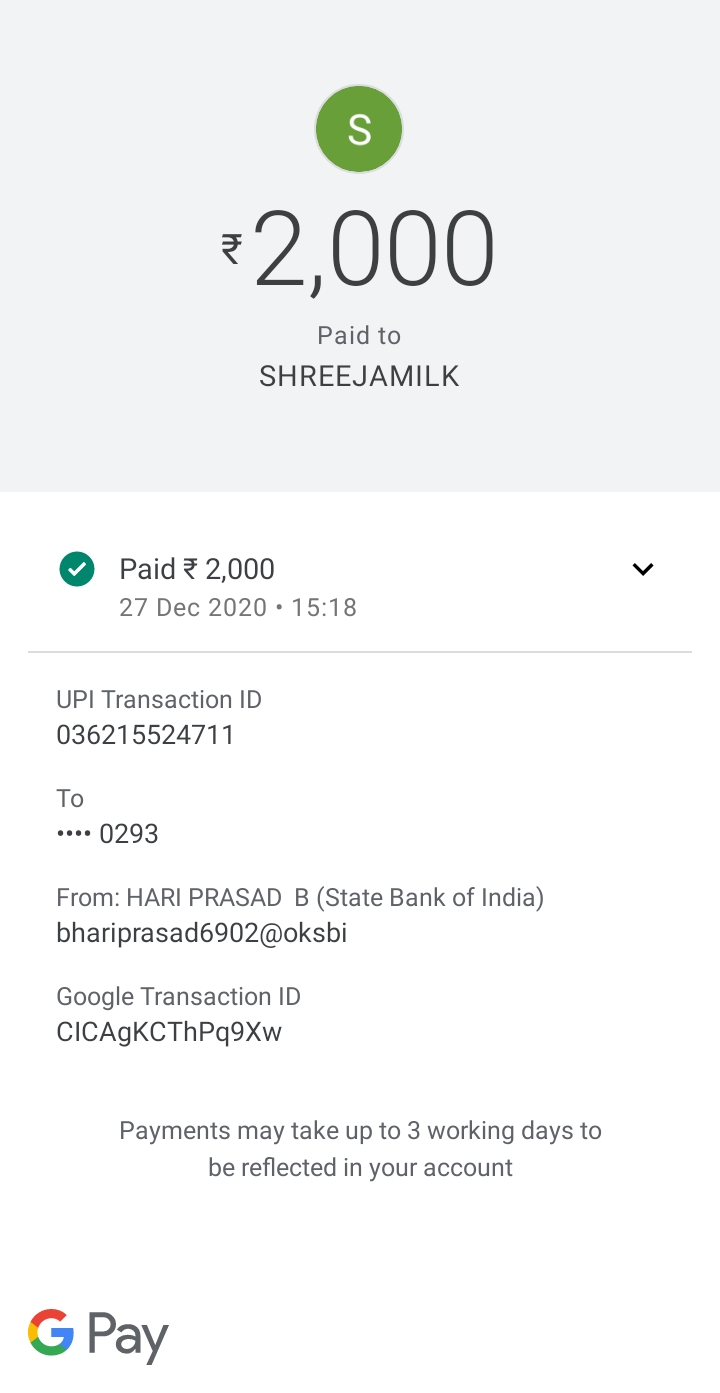 S
₹2,000
Paid to
SHREEJAMILK
Paid ₹ 2,000
27 Dec 2020 • 15:18
UPI Transaction ID
036215524711
To
•••• 0293
From: HARI PRASAD  B (State Bank of India)
bhariprasad6902@oksbi
Google Transaction ID
CICAgKCThPq9Xw
Payments may take up to 3 working days to
be reflected in your account
G Pay